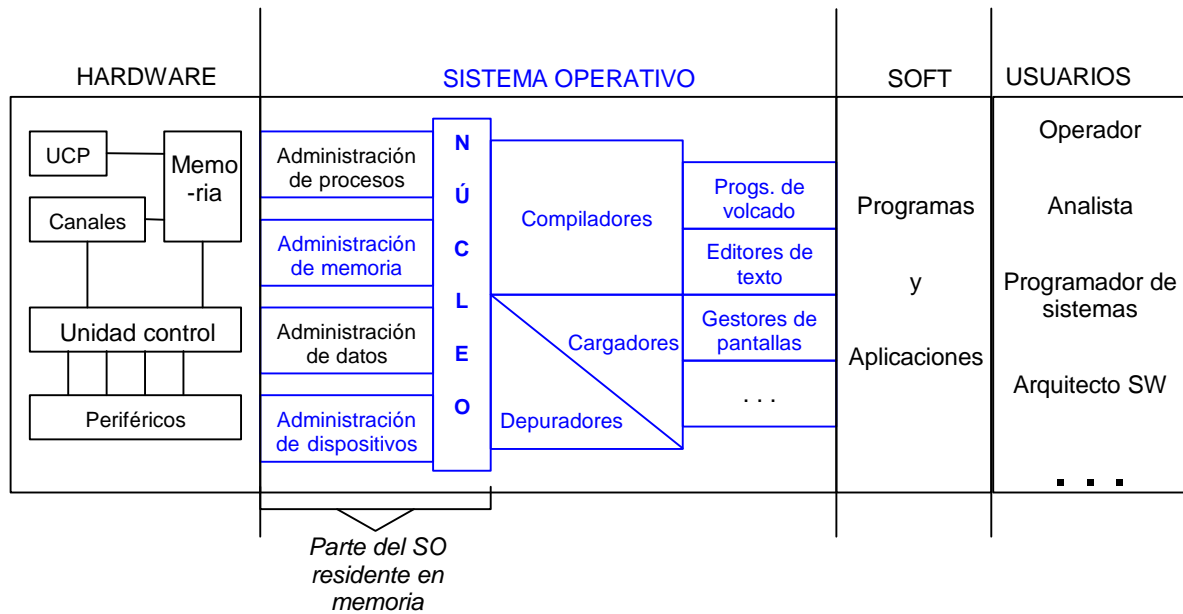 HARDWARE
SISTEMA OPERATIVO
SOFT
USUARIOS
UCP
Memo
-ria
Canales
Unidad control
Periféricos
Administración
de procesos
Administración
de memoria
Administración
de datos
Administración
de dispositivos
N
Ú
C
L
E
O
Compiladores
Cargadores
Depuradores
Progs. de
volcado
Editores de
texto
Gestores de
pantallas
. . .
Programas
y
Aplicaciones
Operador
Analista
Programador de
sistemas
Arquitecto SW
. . .
Parte del SO
residente en
memoria